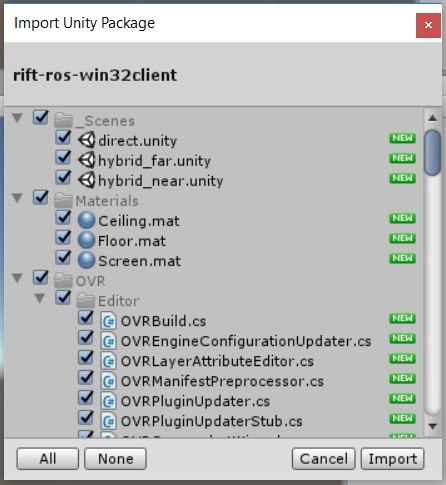 Import Unity Package
rift-ros-win32client
_Scenes
direct.unity NEW
hybrid_far.unity NEW
hybrid_near.unity NEW
Materials
Ceiling.mat NEW
Floor.mat NEW
Screen.mat NEW
OVR
Editor
OVRBuild.cs NEW
OVREngineConfigurationUpdater.cs NEW
OVRLayerAttributeEditor.cs NEW
OVRManifestPreprocessor.cs NEW
OVRPluginUpdater.cs NEW
OVRPluginUpdaterStub.cs NEW
All None Cancel Import